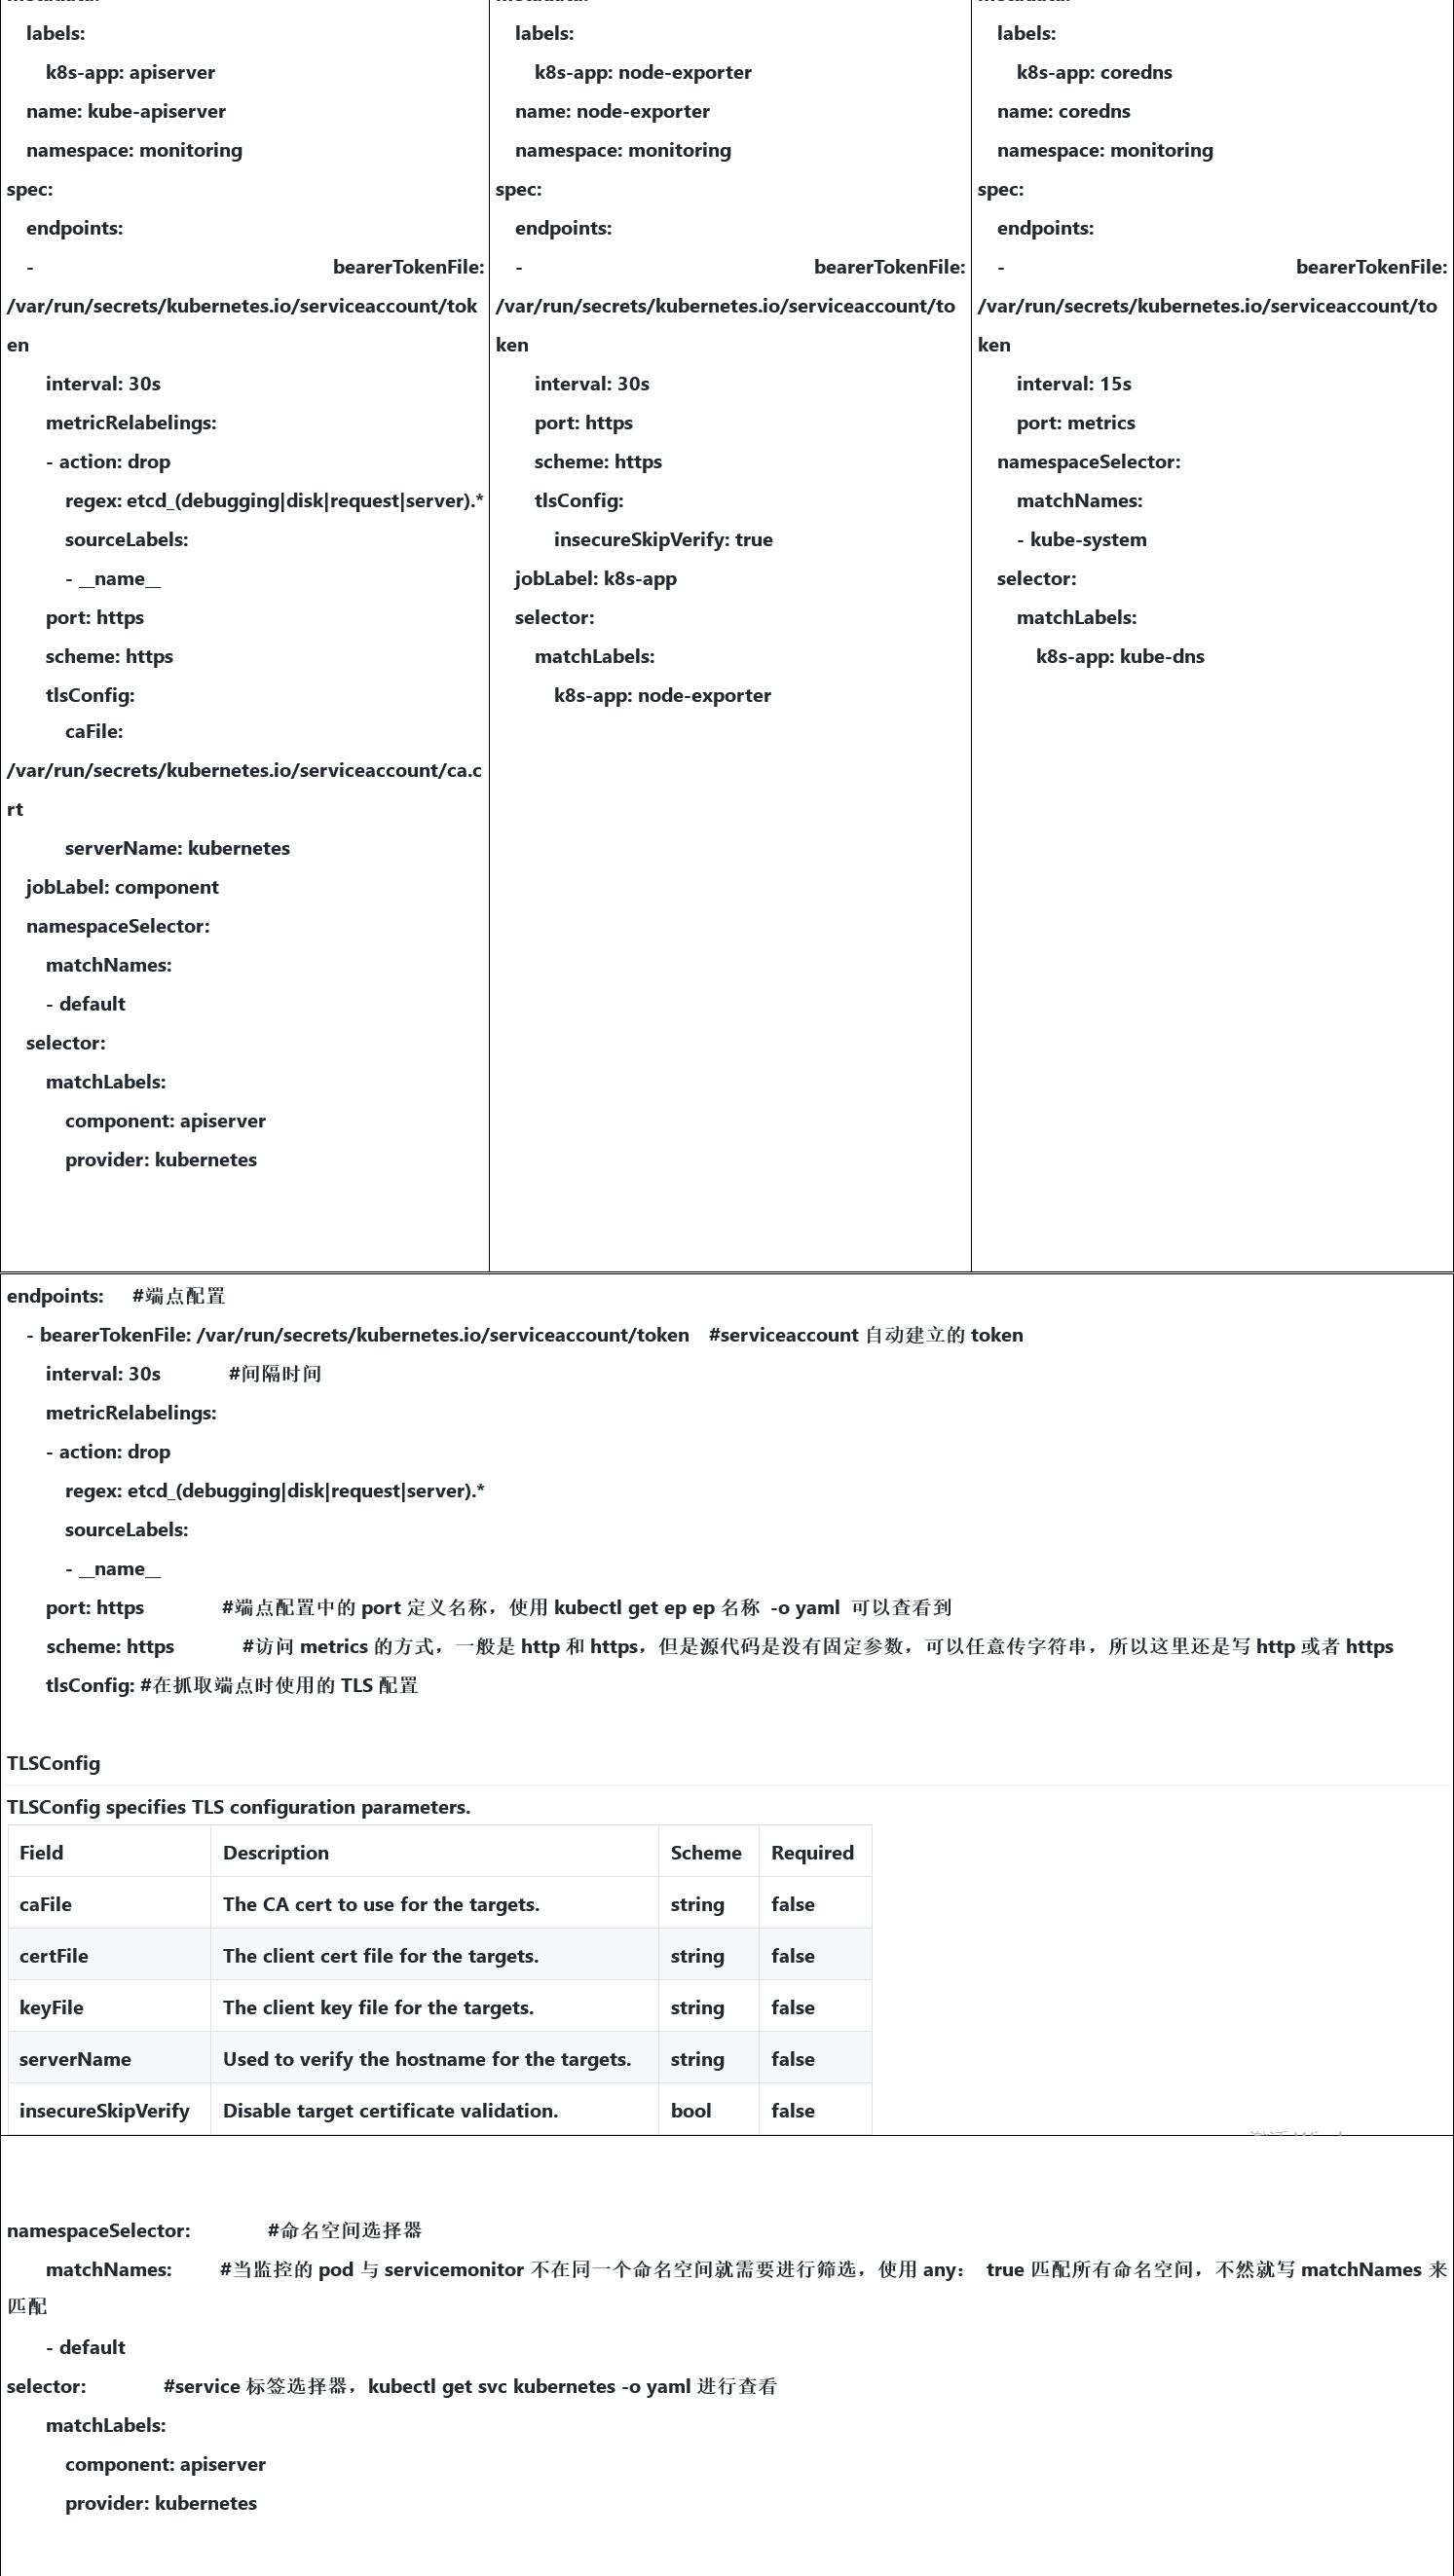 labels:
k8s-app: apiserver
name: kube-apiserver
namespace: monitoring
spec:
endpoints:
- bearerTokenFile:
/var/run/secrets/kubernetes.io/serviceaccount/tok
en
interval: 30s
metricRelabelings:
- action: drop
regex: etcd_(debugging|disk|request|server).*
sourceLabels:
- __name__
port: https
scheme: https
tlsConfig:
caFile:
/var/run/secrets/kubernetes.io/serviceaccount/ca.c
rt
serverName: kubernetes
jobLabel: component
namespaceSelector:
matchNames:
- default
selector:
matchLabels:
component: apiserver
provider: kubernetes
labels:
k8s-app: node-exporter
name: node-exporter
namespace: monitoring
spec:
endpoints:
- bearerTokenFile:
/var/run/secrets/kubernetes.io/serviceaccount/to
ken
interval: 30s
port: https
scheme: https
tlsConfig:
insecureSkipVerify: true
jobLabel: k8s-app
selector:
matchLabels:
k8s-app: node-exporter
labels:
k8s-app: coredns
name: coredns
namespace: monitoring
spec:
endpoints:
- bearerTokenFile:
/var/run/secrets/kubernetes.io/serviceaccount/to
ken
interval: 15s
port: metrics
namespaceSelector:
matchNames:
- kube-system
selector:
matchLabels:
k8s-app: kube-dns
endpoints: #端点配置
- bearerTokenFile: /var/run/secrets/kubernetes.io/serviceaccount/token #serviceaccount 自动建立的 token
interval: 30s #间隔时间
metricRelabelings:
- action: drop
regex: etcd_(debugging|disk|request|server).*
sourceLabels:
- __name__
port: https #端点配置中的 port 定义名称，使用 kubectl get ep ep 名称 -o yaml 可以查看到
scheme: https #访问 metrics 的方式，一般是 http 和 https，但是源代码是没有固定参数，可以任意传字符串，所以这里还是写 http 或者 https
tlsConfig: #在抓取端点时使用的 TLS 配置
TLSConfig
TLSConfig specifies TLS configuration parameters.
Field Description Scheme Required
caFile The CA cert to use for the targets. string false
certFile The client cert file for the targets. string false
keyFile The client key file for the targets. string false
serverName Used to verify the hostname for the targets. string false
insecureSkipVerify Disable target certificate validation. bool false
namespaceSelector: #命名空间选择器
matchNames: #当监控的 pod 与 servicemonitor 不在同一个命名空间就需要进行筛选，使用 any： true 匹配所有命名空间，不然就写 matchNames 来
匹配
- default
selector: #service 标签选择器，kubectl get svc kubernetes -o yaml 进行查看
matchLabels:
component: apiserver
provider: kubernetes